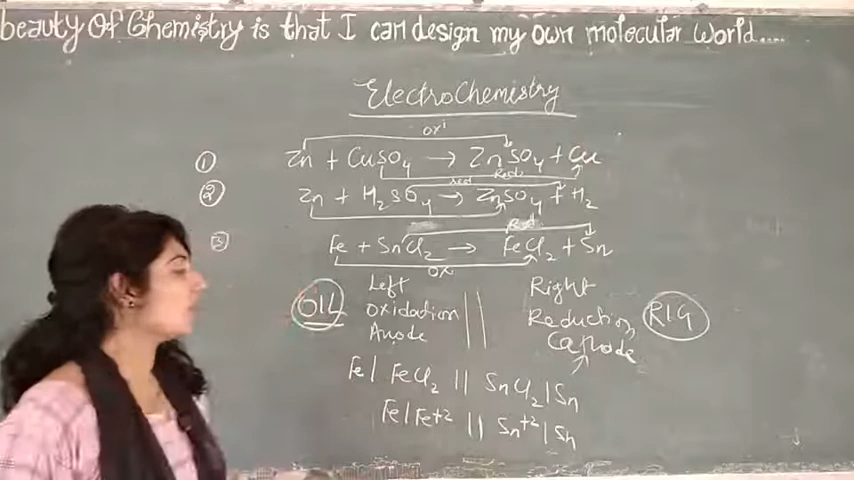 beauty Of Chemistry is that I can design my own molecular world....
ElectroChemistry
oxi
① Zn + CuSO₄ → ZnSO₄ + Cu
Red
② Zn + H₂SO₄ → ZnSO₄ + H₂
red
Red
③ Fe + SnCl₂ → FeCl₂ + Sn
ox
OIL Left || Right
oxidation Reduction RIG
Anode Cathode
Fe | FeCl₂ || SnCl₂ | Sn
Fe | Fe+2 || Sn+2 | Sn